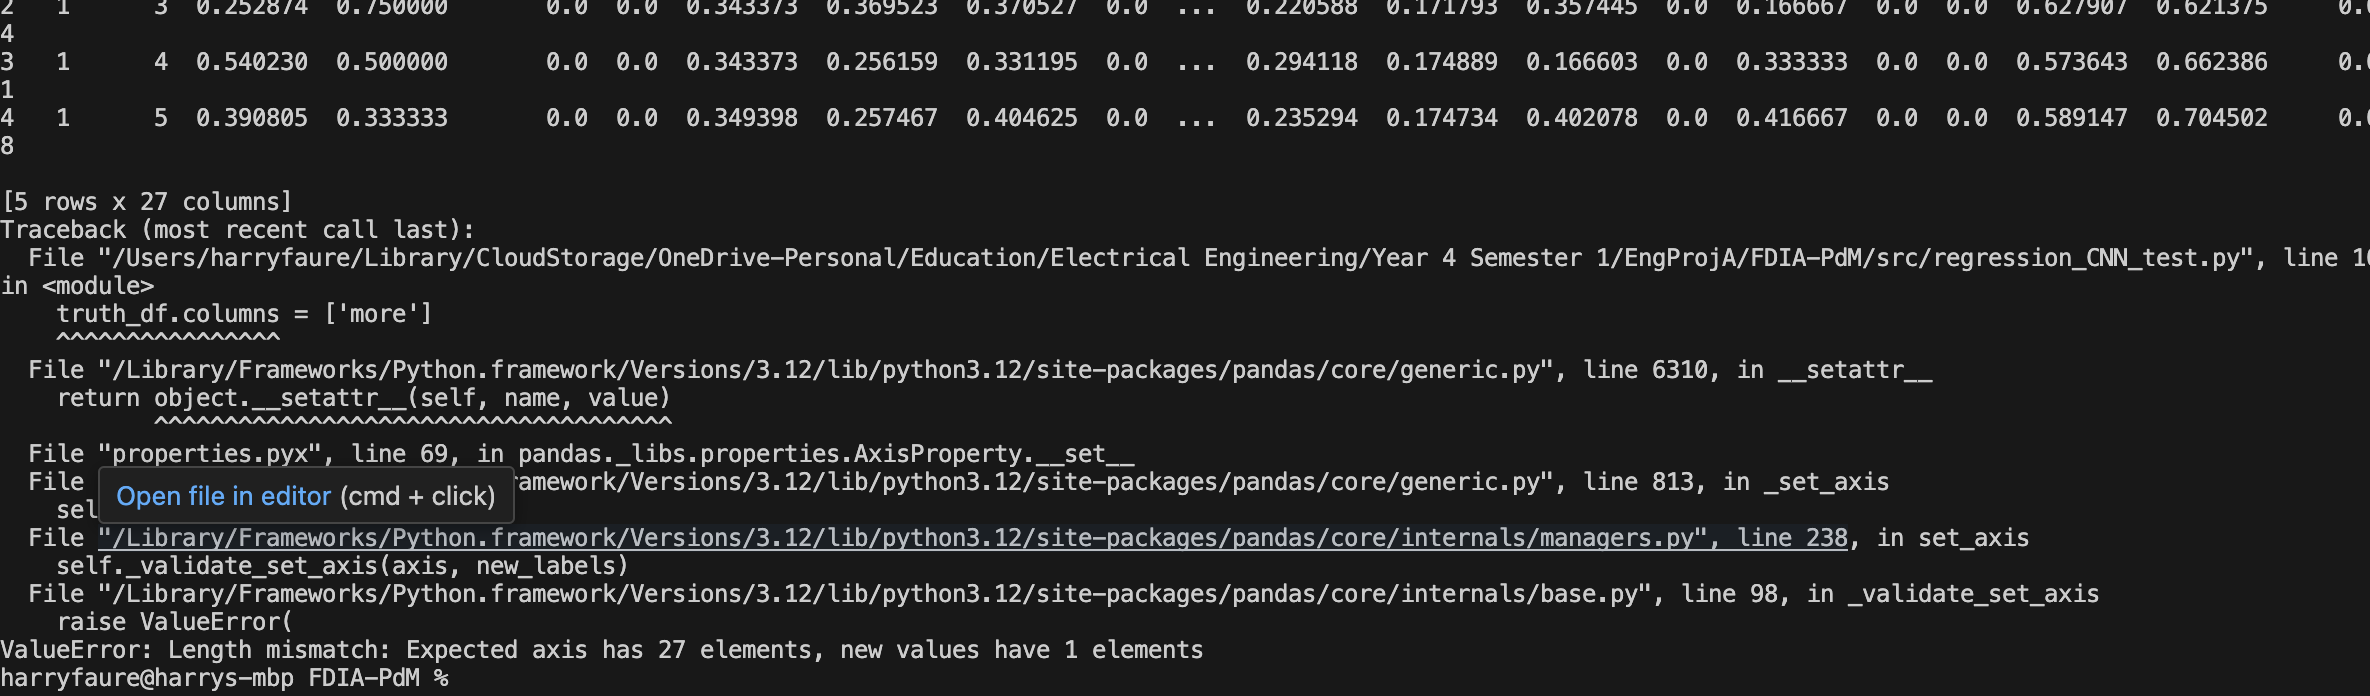 2   1      3  0.252874  0.750000       0.0  0.0  0.343373  0.369523  0.370527  0.0  ...  0.220588  0.171793  0.357445  0.0  0.166667  0.0  0.0  0.627907  0.621375     0.
4
3   1      4  0.540230  0.500000       0.0  0.0  0.343373  0.256159  0.331195  0.0  ...  0.294118  0.174889  0.166603  0.0  0.333333  0.0  0.0  0.573643  0.662386     0.
1
4   1      5  0.390805  0.333333       0.0  0.0  0.349398  0.257467  0.404625  0.0  ...  0.235294  0.174734  0.402078  0.0  0.416667  0.0  0.0  0.589147  0.704502     0.
8
[5 rows x 27 columns]
Traceback (most recent call last):
  File "/Users/harryfaure/Library/CloudStorage/OneDrive-Personal/Education/Electrical Engineering/Year 4 Semester 1/EngProjA/FDIA-PdM/src/regression_CNN_test.py", line
in <module>
    truth_df.columns = ['more']
    ^^^^^^^^^^^^^^^^
  File "/Library/Frameworks/Python.framework/Versions/3.12/lib/python3.12/site-packages/pandas/core/generic.py", line 6310, in __setattr__
    return object.__setattr__(self, name, value)
           ^^^^^^^^^^^^^^^^^^^^^^^^^^^^^^^^^^^^^
  File "properties.pyx", line 69, in pandas._libs.properties.AxisProperty.__set__
  File amework/Versions/3.12/lib/python3.12/site-packages/pandas/core/generic.py", line 813, in _set_axis
Open file in editor (cmd + click)
    sel
  File "/Library/Frameworks/Python.framework/Versions/3.12/lib/python3.12/site-packages/pandas/core/internals/managers.py", line 238, in set_axis
    self._validate_set_axis(axis, new_labels)
  File "/Library/Frameworks/Python.framework/Versions/3.12/lib/python3.12/site-packages/pandas/core/internals/base.py", line 98, in _validate_set_axis
    raise ValueError(
ValueError: Length mismatch: Expected axis has 27 elements, new values have 1 elements
harryfaure@harrys-mbp FDIA-PdM %